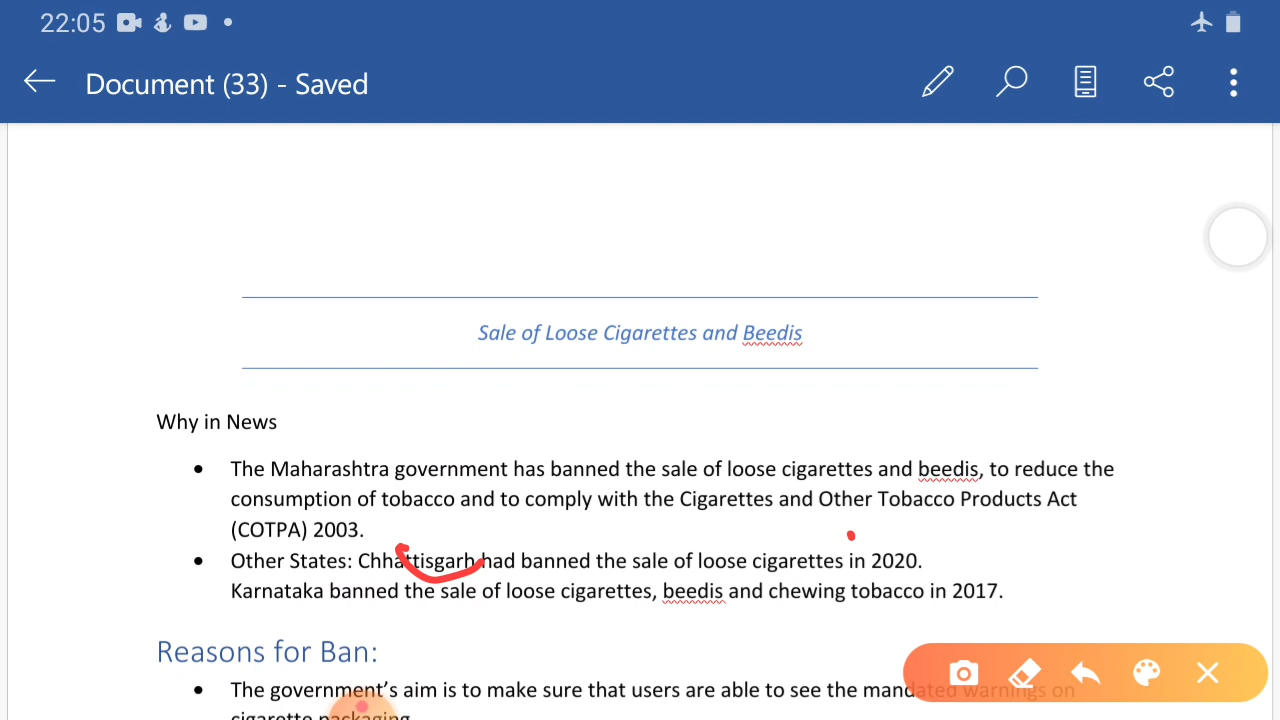 22:05
Document (33) - Saved
Sale of Loose Cigarettes and Beedis
Why in News
• The Maharashtra government has banned the sale of loose cigarettes and beedis, to reduce the
consumption of tobacco and to comply with the Cigarettes and Other Tobacco Products Act
(COTPA) 2003.
• Other States: Chhattisgarh had banned the sale of loose cigarettes in 2020.
Karnataka banned the sale of loose cigarettes, beedis and chewing tobacco in 2017.
Reasons for Ban:
• The government's aim is to make sure that users are able to see the mandated warnings on
cigarette packaging.